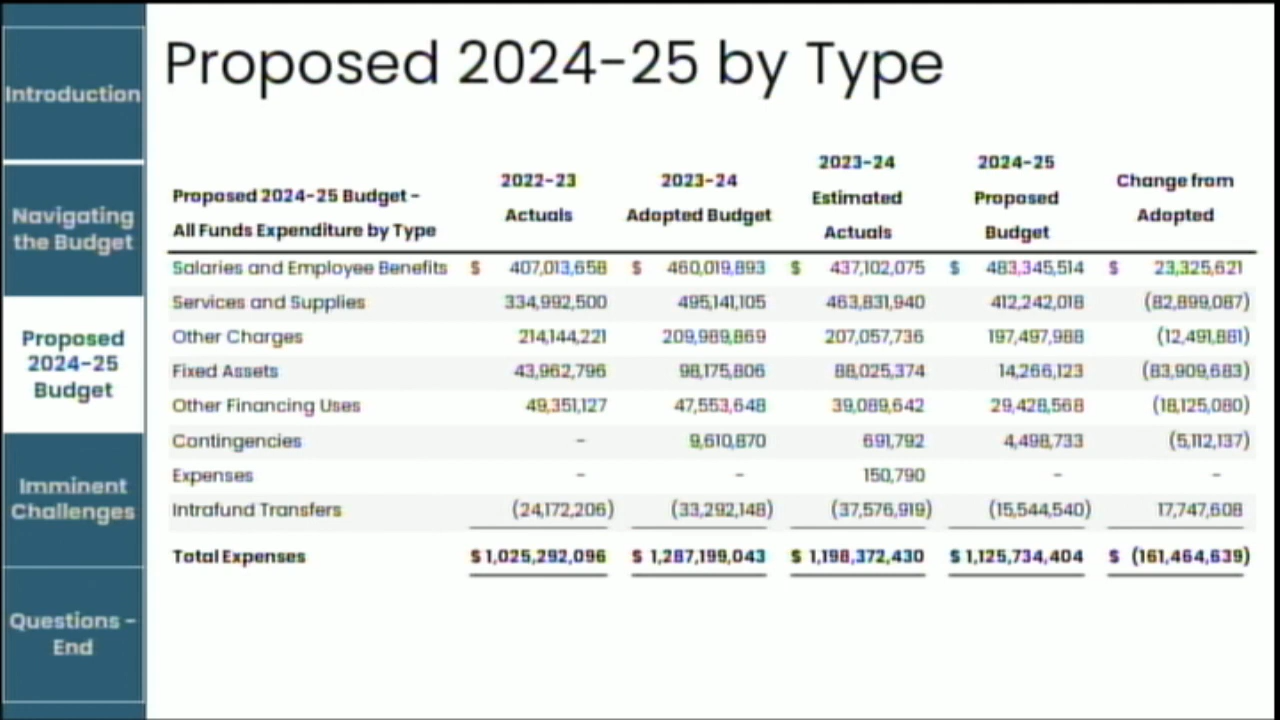 Introduction
Navigating
the Budget
Proposed
2024-25
Budget
Imminent
Challenges
Questions -
End
Proposed 2024-25 by Type
Proposed 2024-25 Budget -
All Funds Expenditure by Type
2022-23
Actuals
2023-24
Adopted Budget
2023-24
Estimated
Actuals
2024-25
Proposed
Budget
Change from
Adopted
Salaries and Employee Benefits $ 407,013,658 $ 460,019,893 $ 437,102,075 $ 483,345,514 $ 23,325,621
Services and Supplies 334,992,500 495,141,105 463,831,940 412,242,018 (82,899,087)
Other Charges 214,144,221 209,989,869 207,057,736 197,497,988 (12,491,881)
Fixed Assets 43,962,796 98,175,806 88,025,374 14,266,123 (83,909,683)
Other Financing Uses 49,351,127 47,553,648 39,089,642 29,428,568 (18,125,080)
Contingencies - 9,610,870 691,792 4,498,733 (5,112,137)
Expenses - - 150,790 - -
Intrafund Transfers (24,172,206) (33,292,148) (37,576,919) (15,544,540) 17,747,608
Total Expenses $ 1,025,292,096 $ 1,287,199,043 $ 1,198,372,430 $ 1,125,734,404 $ (161,464,639)